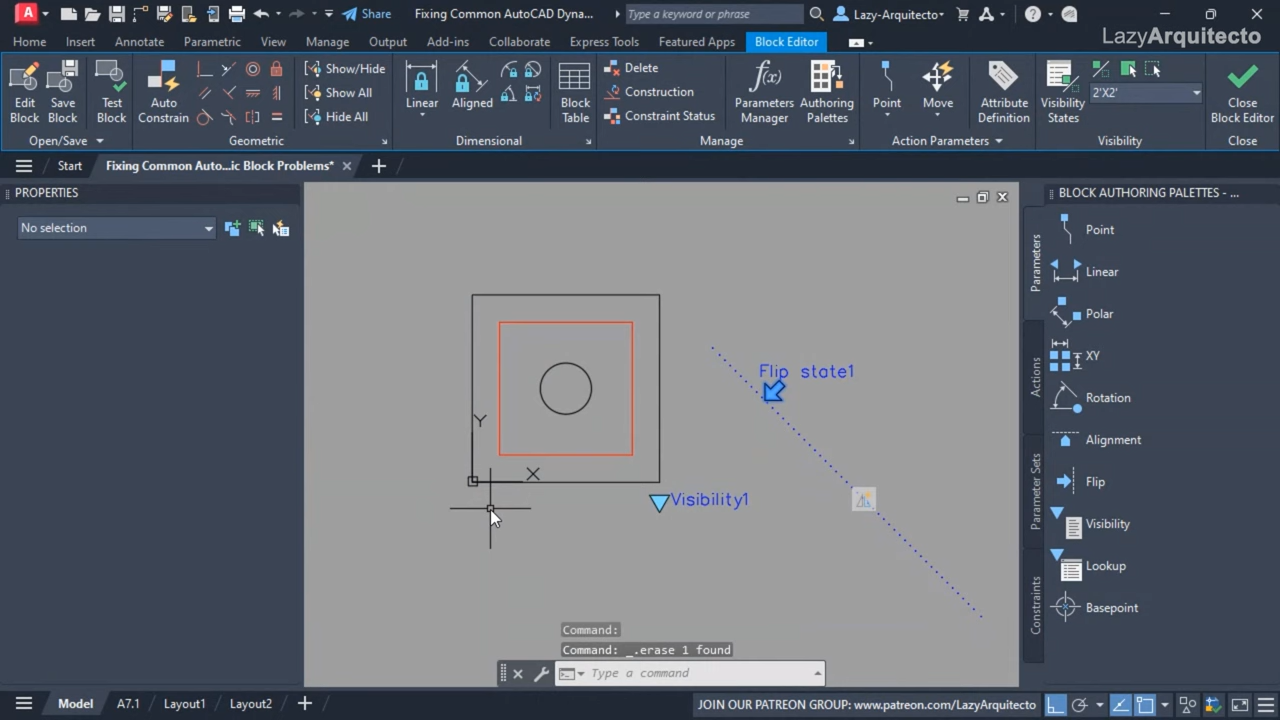 A Share Fixing Common AutoCAD Dyna... Type a keyword or phrase Lazy-Arquitecto
Home Insert Annotate Parametric View Manage Output Add-ins Collaborate Express Tools Featured Apps Block Editor
LazyArquitecto
Edit Block
Save Block
Test Block
Open/Save
Auto Constrain
Show/Hide
Show All
Hide All
Geometric
Linear
Aligned
Block Table
Dimensional
Delete
Construction
Constraint Status
f(x)
Parameters Manager
Authoring Palettes
Manage
Point
Move
Attribute Definition
Action Parameters
Visibility States
2'X2'
Visibility
Close Block Editor
Close
Start Fixing Common Auto...ic Block Problems*
PROPERTIES
No selection
Flip state1
Y
X
Visibility1
Command:
Command: _.erase 1 found
Type a command
BLOCK AUTHORING PALETTES - ...
Parameters
Actions
Parameter Sets
Constraints
Point
Linear
Polar
XY
Rotation
Alignment
Flip
Visibility
Lookup
Basepoint
Model A7.1 Layout1 Layout2
JOIN OUR PATREON GROUP: www.patreon.com/LazyArquitecto